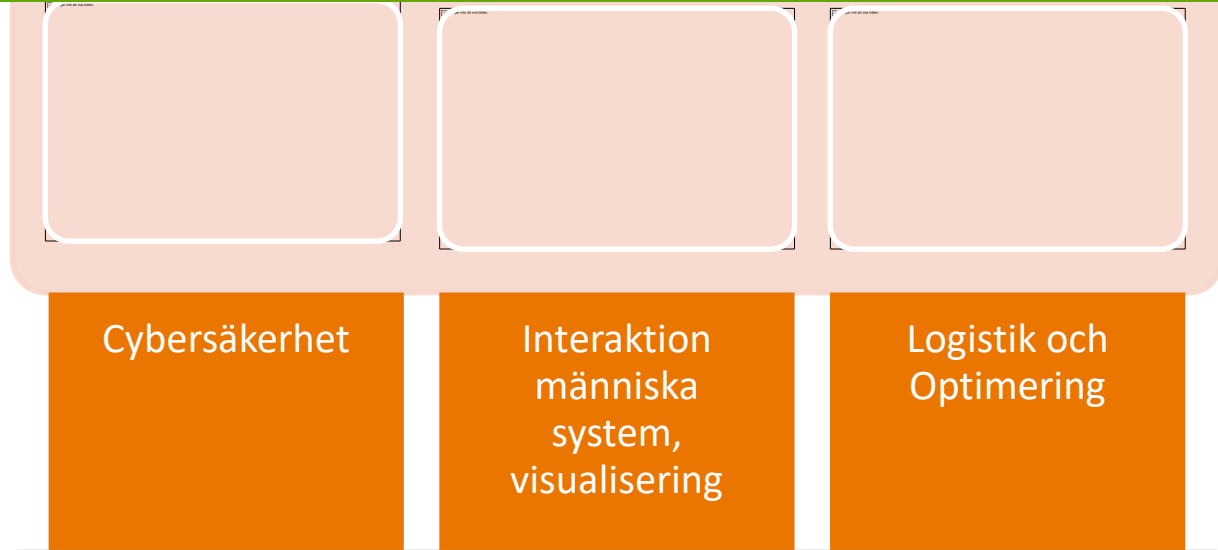 Cybersäkerhet
Interaktion
människa
system,
visualisering
Logistik och
Optimering